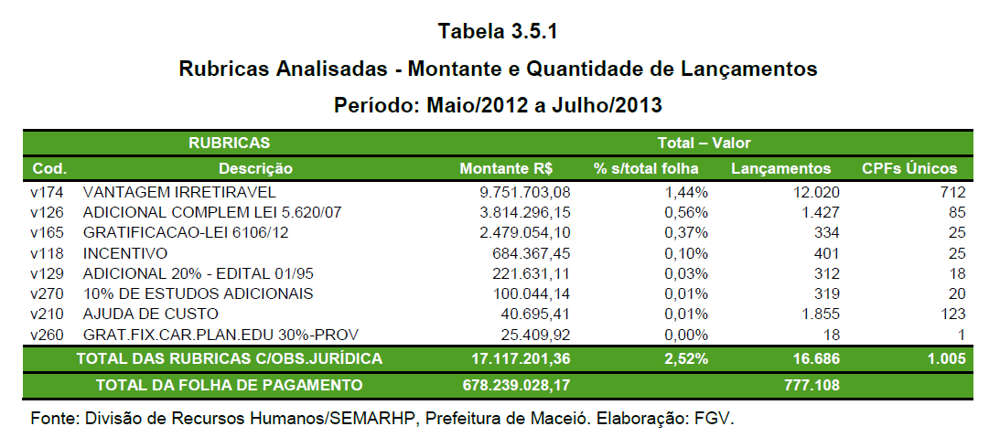 Tabela 3.5.1
Rubricas Analisadas - Montante e Quantidade de Lançamentos
Período: Maio/2012 a Julho/2013
RUBRICAS Total – Valor
Cod. Descrição Montante R$ % s/total folha Lançamentos CPFs Únicos
v174 VANTAGEM IRRETIRAVEL 9.751.703,08 1,44% 12.020 712
v126 ADICIONAL COMPLEM LEI 5.620/07 3.814.296,15 0,56% 1.427 85
v165 GRATIFICACAO-LEI 6106/12 2.479.054,10 0,37% 334 25
v118 INCENTIVO 684.367,45 0,10% 401 25
v129 ADICIONAL 20% - EDITAL 01/95 221.631,11 0,03% 312 18
v270 10% DE ESTUDOS ADICIONAIS 100.044,14 0,01% 319 20
v210 AJUDA DE CUSTO 40.695,41 0,01% 1.855 123
v260 GRAT.FIX.CAR.PLAN.EDU 30%-PROV 25.409,92 0,00% 18 1
TOTAL DAS RUBRICAS C/OBS.JURÍDICA 17.117.201,36 2,52% 16.686 1.005
TOTAL DA FOLHA DE PAGAMENTO 678.239.028,17 777.108
Fonte: Divisão de Recursos Humanos/SEMARHP, Prefeitura de Maceió. Elaboração: FGV.